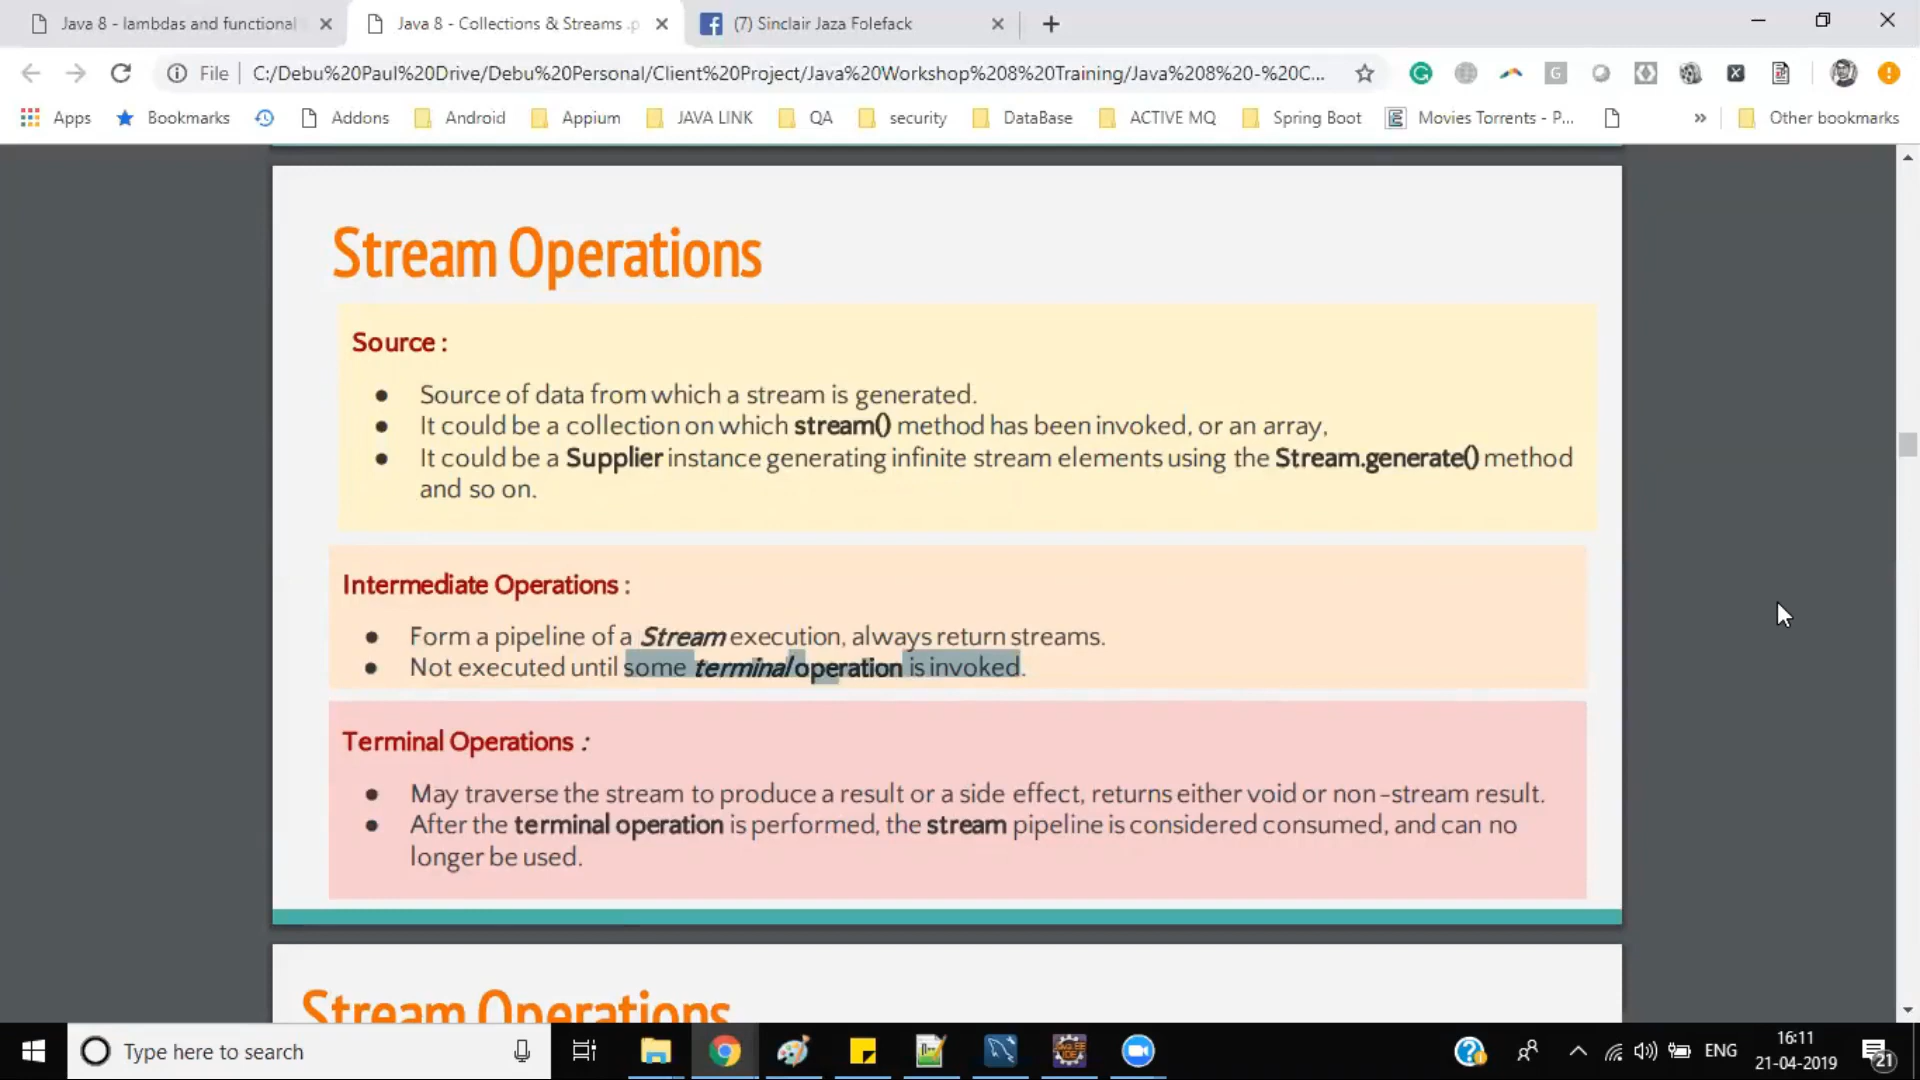 Java 8 - lambdas and functional
Java 8 - Collections & Streams .p
(7) Sinclair Jaza Folefack
File
C:/Debu%20Paul%20Drive/Debu%20Personal/Client%20Project/Java%20Workshop%208%20Training/Java%208%20-%20C...
Apps
Bookmarks
Addons
Android
Appium
JAVA LINK
QA
security
DataBase
ACTIVE MQ
Spring Boot
Movies Torrents - P...
»
Other bookmarks
Stream Operations
Source :
● Source of data from which a stream is generated.
● It could be a collection on which stream() method has been invoked, or an array,
● It could be a Supplier instance generating infinite stream elements using the Stream.generate() method
and so on.
Intermediate Operations :
● Form a pipeline of a Stream execution, always return streams.
● Not executed until some terminal operation is invoked.
Terminal Operations :
● May traverse the stream to produce a result or a side effect, returns either void or non-stream result.
● After the terminal operation is performed, the stream pipeline is considered consumed, and can no
longer be used.
Stream Operations
Type here to search
ENG
16:11
21-04-2019
21